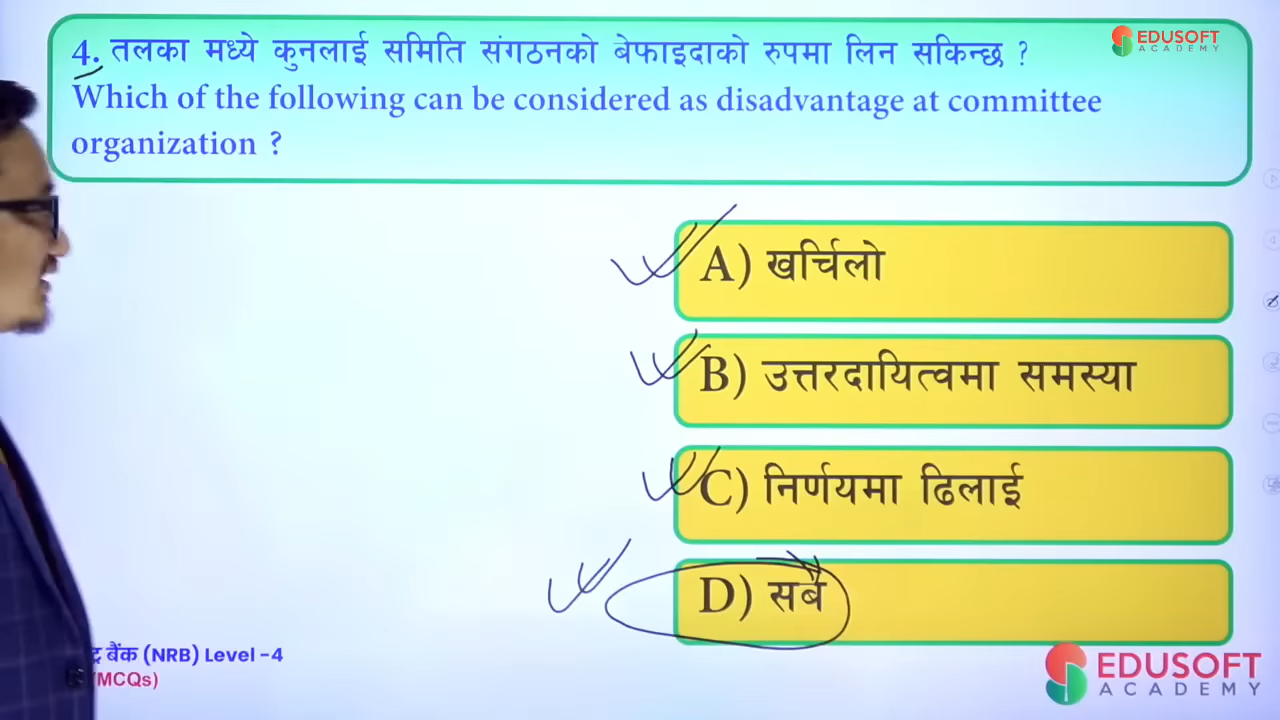 4. तलका मध्ये कुनलाई समिति संगठनको बेफाइदाको रुपमा लिन सकिन्छ ?
EDUSOFT
ACADEMY
Which of the following can be considered as disadvantage at committee
organization ?
A) खर्चिलो
B) उत्तरदायित्वमा समस्या
C) निर्णयमा ढिलाई
D) सबै
बैंक (NRB) Level -4
(MCQs)
EDUSOFT
ACADEMY